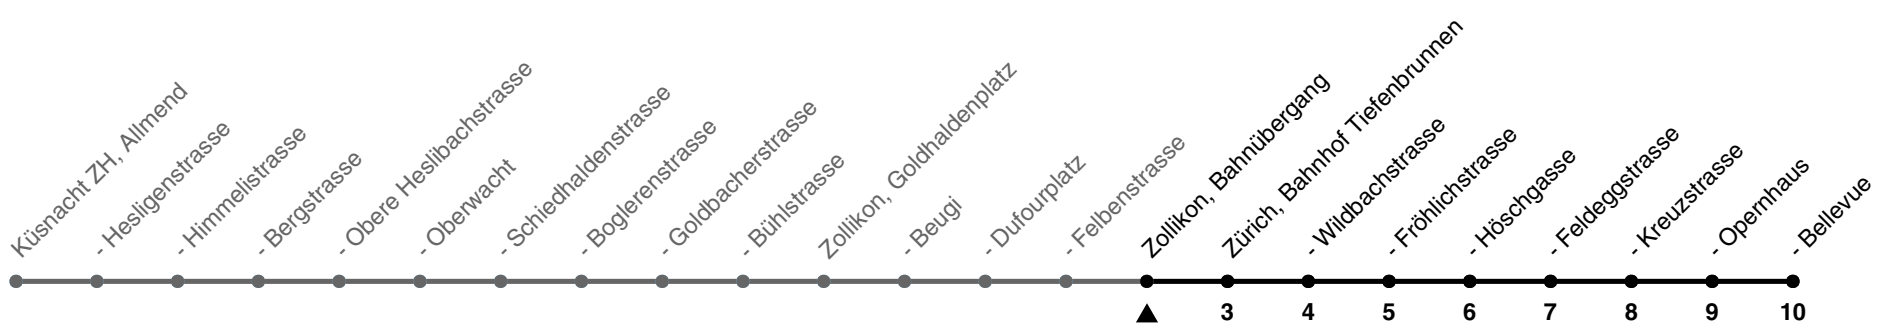 Küsnacht ZH, Allmend
- Hesligenstrasse
- Himmelistrasse
- Bergstrasse
- Obere Heslibachstrasse
- Oberwacht
- Schiedhaldenstrasse
- Boglerenstrasse
- Goldbacherstrasse
- Bühlstrasse
Zollikon, Goldhaldenplatz
- Beugi
- Dufourplatz
- Felbenstrasse
Zollikon, Bahnübergang
Zürich, Bahnhof Tiefenbrunnen
- Wildbachstrasse
- Fröhlichstrasse
- Höschgasse
- Feldeggstrasse
- Kreuzstrasse
- Opernhaus
- Bellevue
3 4 5 6 7 8 9 10